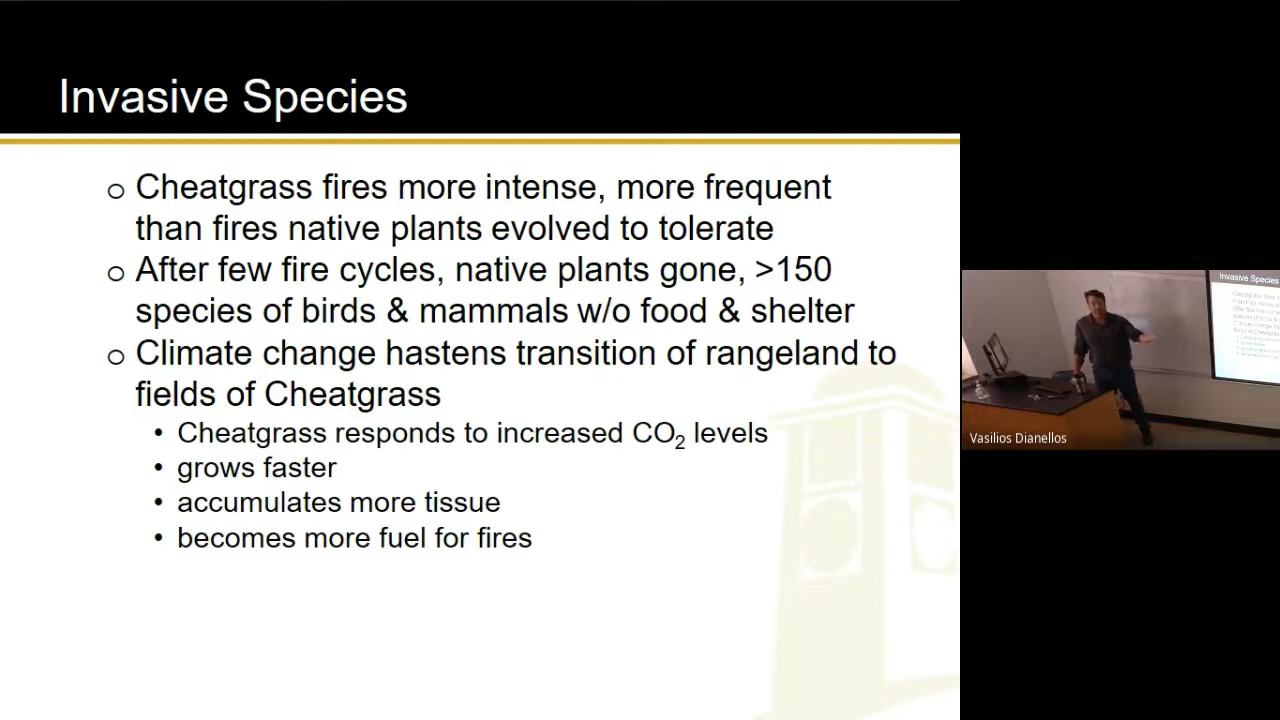 Invasive Species
o Cheatgrass fires more intense, more frequent
than fires native plants evolved to tolerate
o After few fire cycles, native plants gone, >150
species of birds & mammals w/o food & shelter
o Climate change hastens transition of rangeland to
fields of Cheatgrass
• Cheatgrass responds to increased CO₂ levels
• grows faster
• accumulates more tissue
• becomes more fuel for fires
Invasive Species
Vasilios Dianellos